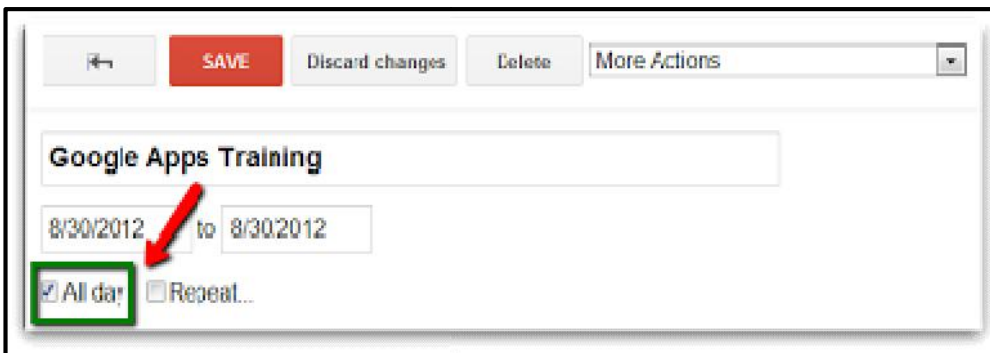 SAVE Discard changes Delete More Actions
Google Apps Training
8/30/2012 to 8/30/2012
All day Repeat...